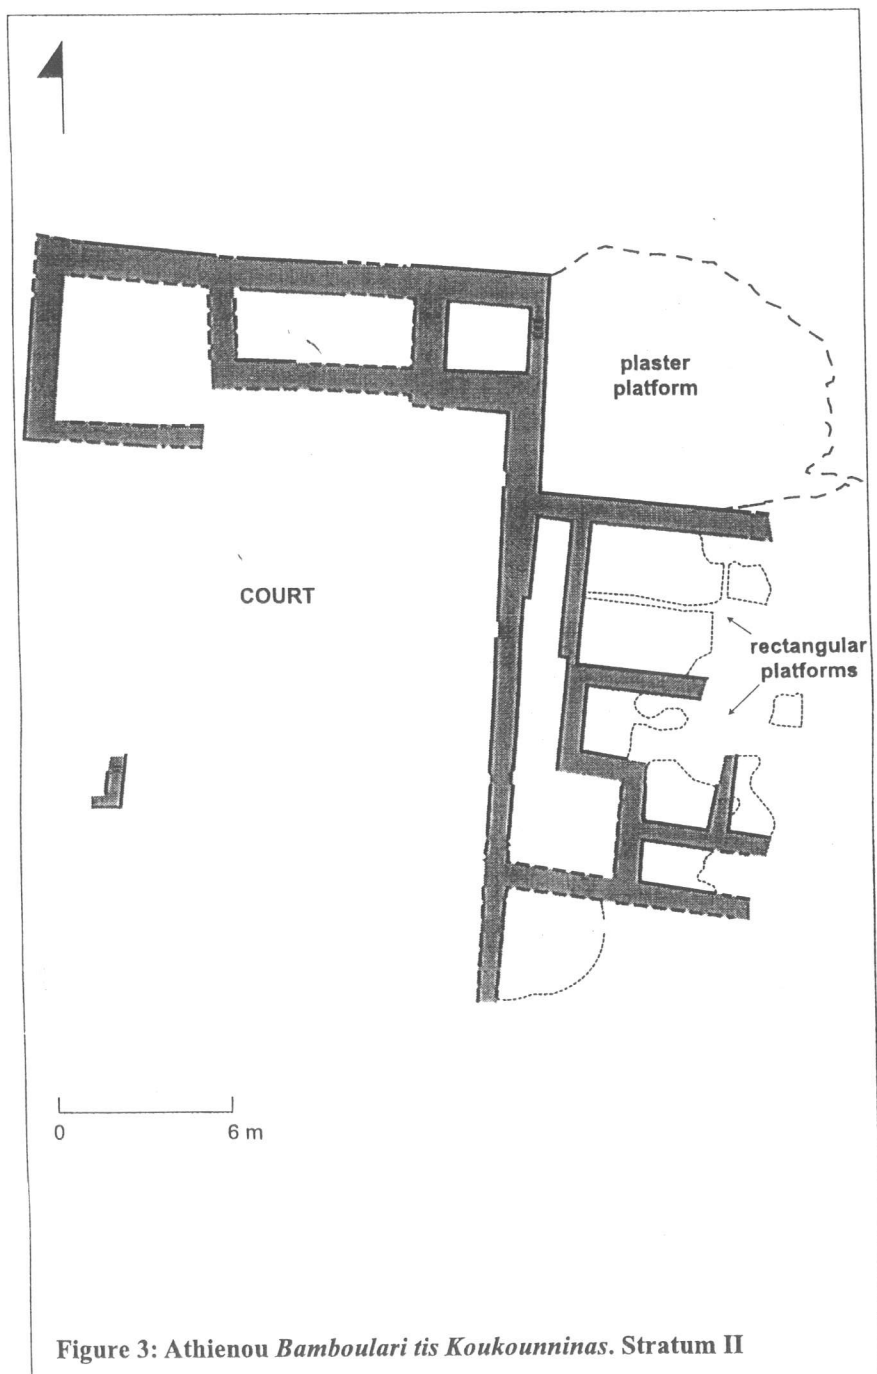 plaster
platform
COURT
rectangular
platforms
0 6 m
Figure 3: Athienou Bamboulari tis Koukounninas. Stratum II